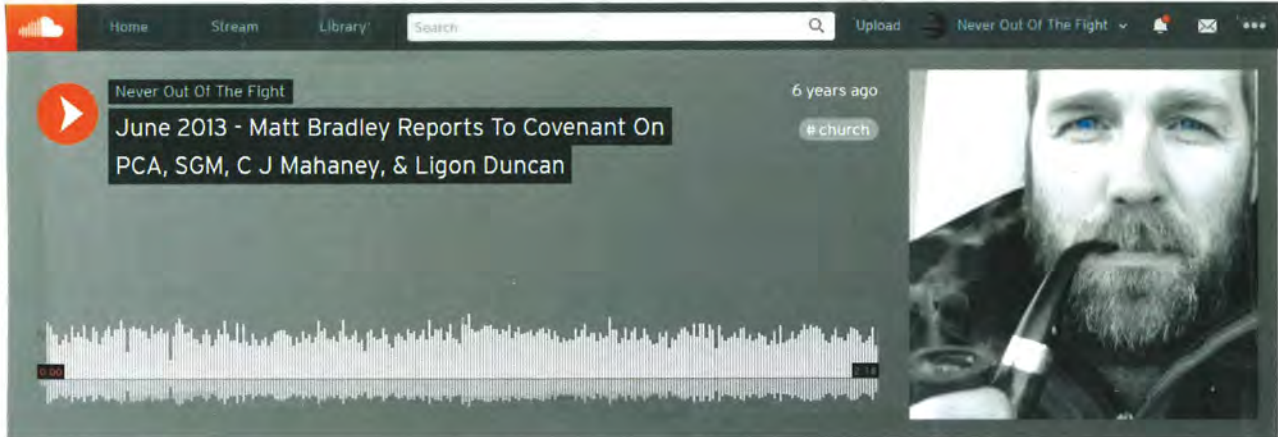 Home Stream Library Search Upload Never Out Of The Fight
Never Out Of The Fight
6 years ago
June 2013 - Matt Bradley Reports To Covenant On
# church
PCA, SGM, C J Mahaney, & Ligon Duncan
0:00 2:18